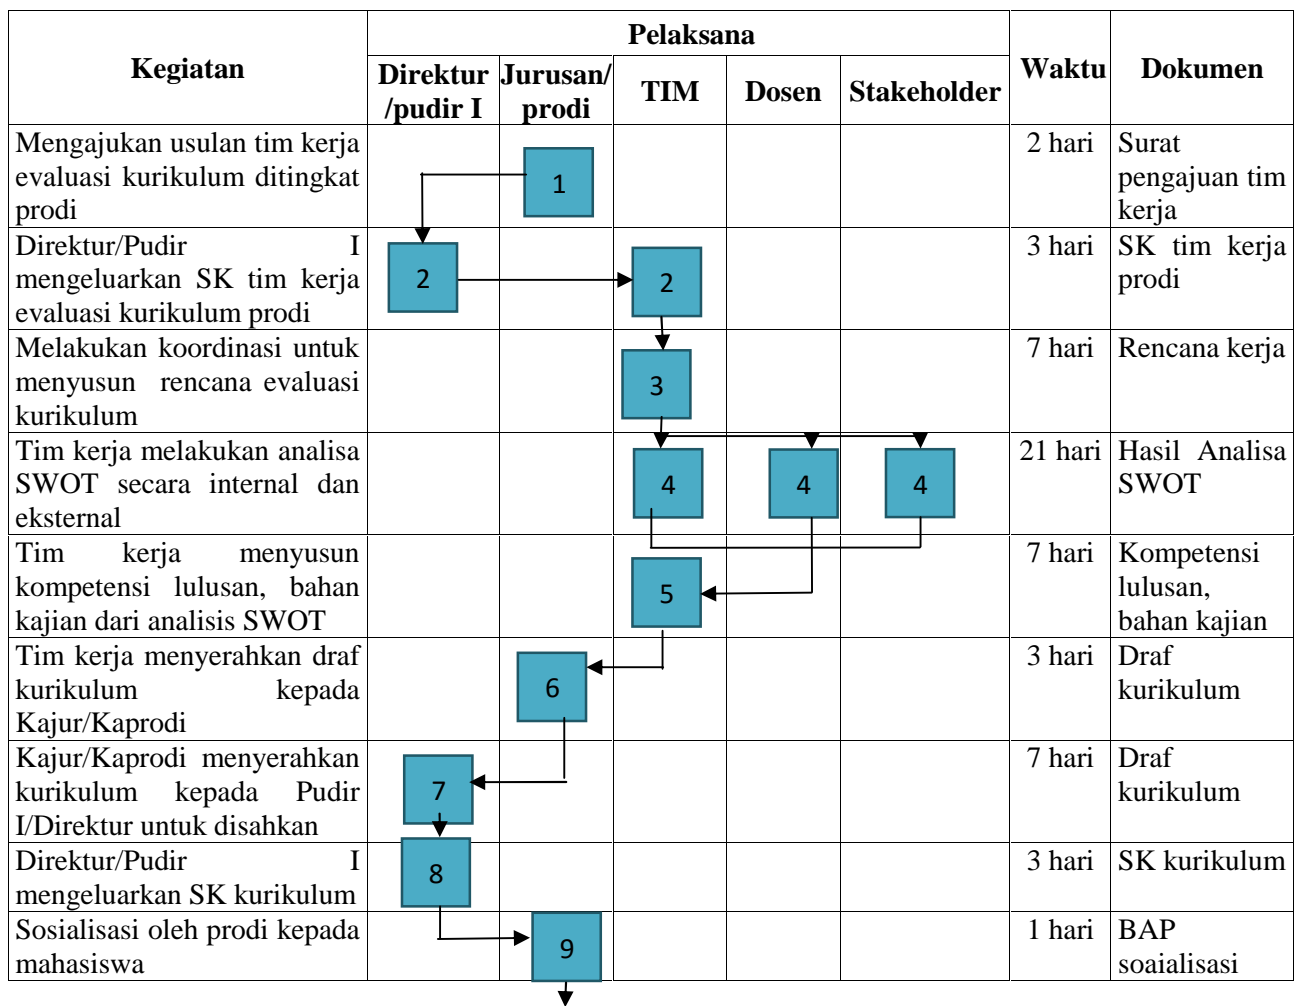 Kegiatan
Pelaksana
Waktu
Dokumen
Direktur
/pudir I
Jurusan/
prodi
TIM
Dosen
Stakeholder
Mengajukan usulan tim kerja
evaluasi kurikulum ditingkat
prodi
1
2 hari
Surat
pengajuan tim
kerja
Direktur/Pudir I
mengeluarkan SK tim kerja
evaluasi kurikulum prodi
2
2
3 hari
SK tim kerja
prodi
Melakukan koordinasi untuk
menyusun rencana evaluasi
kurikulum
3
7 hari
Rencana kerja
Tim kerja melakukan analisa
SWOT secara internal dan
eksternal
4
4
4
21 hari
Hasil Analisa
SWOT
Tim kerja menyusun
kompetensi lulusan, bahan
kajian dari analisis SWOT
5
7 hari
Kompetensi
lulusan,
bahan kajian
Tim kerja menyerahkan draf
kurikulum kepada
Kajur/Kaprodi
6
3 hari
Draf
kurikulum
Kajur/Kaprodi menyerahkan
kurikulum kepada Pudir
I/Direktur untuk disahkan
7
7 hari
Draf
kurikulum
Direktur/Pudir I
mengeluarkan SK kurikulum
8
3 hari
SK kurikulum
Sosialisasi oleh prodi kepada
mahasiswa
9
1 hari
BAP
soaialisasi